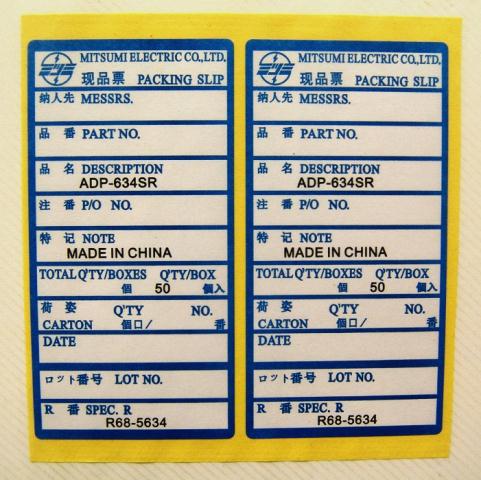 MITSUMI ELECTRIC CO.,LTD.
现品票 PACKING SLIP
纳人先 MESSRS.
品 番 PART NO.
品 名 DESCRIPTION
ADP-634SR
注 番 P/O NO.
特 记 NOTE
MADE IN CHINA
TOTAL Q'TY/BOXES Q'TY/BOX
個 50 個入
荷 姿 Q'TY NO.
CARTON 個口/ 番
DATE
ロット番号 LOT NO.
R 番 SPEC. R
R68-5634
MITSUMI ELECTRIC CO.,LTD.
现品票 PACKING SLIP
纳人先 MESSRS.
品 番 PART NO.
品 名 DESCRIPTION
ADP-634SR
注 番 P/O NO.
特 记 NOTE
MADE IN CHINA
TOTAL Q'TY/BOXES Q'TY/BOX
個 50 個入
荷 姿 Q'TY NO.
CARTON 個口/ 番
DATE
ロット番号 LOT NO.
R 番 SPEC. R
R68-5634